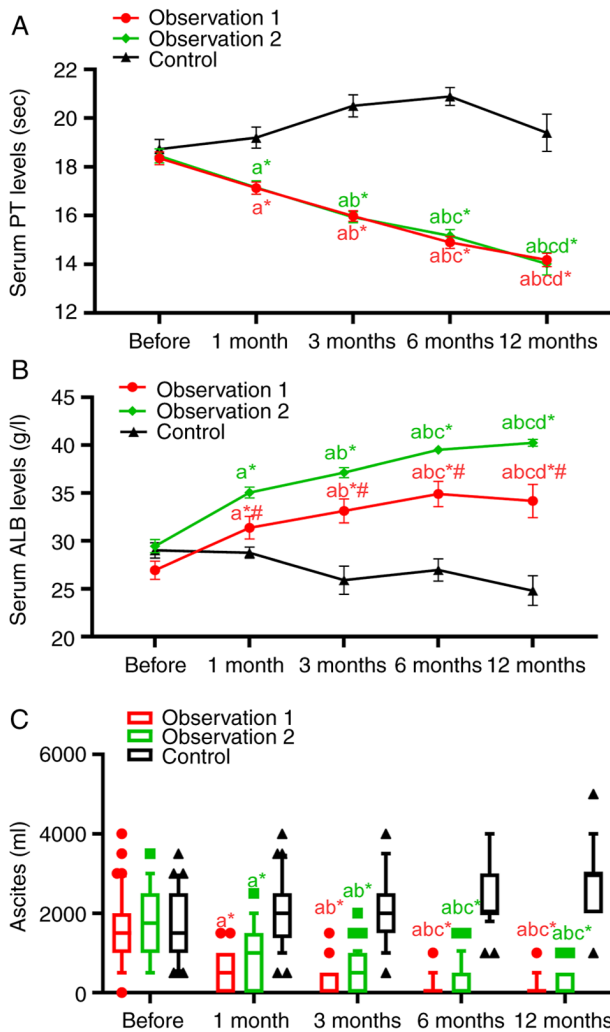 A
Observation 1
Observation 2
Control
Serum PT levels (sec)
22
20
18
16
14
12
a*
a*
ab*
ab*
abc*
abc*
abcd*
abcd*
Before 1 month 3 months 6 months 12 months
B
Observation 1
Observation 2
Control
Serum ALB levels (g/l)
45
40
35
30
25
20
a*
ab*
abc*
abcd*
a*#
ab*#
abc*#
abcd*#
Before 1 month 3 months 6 months 12 months
C
Observation 1
Observation 2
Control
Ascites (ml)
6000
4000
2000
0
a*
a*
ab*
ab*
abc*
abc*
abc*
abc*
Before 1 month 3 months 6 months 12 months